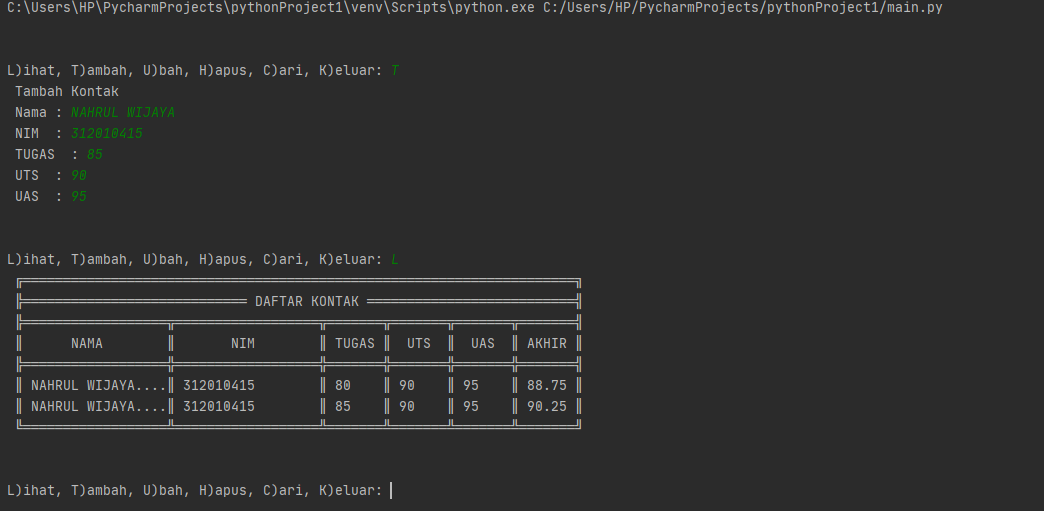 C:\Users\HP\PycharmProjects\pythonProject1\venv\Scripts\python.exe C:/Users/HP/PycharmProjects/pythonProject1/main.py
L)ihat, T)ambah, U)bah, H)apus, C)ari, K)eluar: T
Tambah Kontak
Nama : NAHRUL WIJAYA
NIM  : 312010415
TUGAS  : 85
UTS  : 90
UAS  : 95
L)ihat, T)ambah, U)bah, H)apus, C)ari, K)eluar: L
DAFTAR KONTAK
NAMA NIM TUGAS UTS UAS AKHIR
NAHRUL WIJAYA.... 312010415 80 90 95 88.75
NAHRUL WIJAYA.... 312010415 85 90 95 90.25
L)ihat, T)ambah, U)bah, H)apus, C)ari, K)eluar: